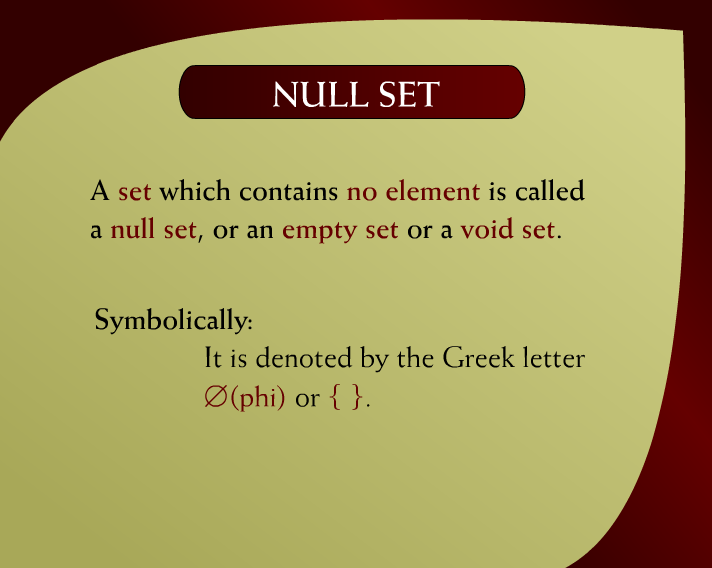 NULL SET
A set which contains no element is called
a null set, or an empty set or a void set.
Symbolically:
It is denoted by the Greek letter
∅(phi) or { }.